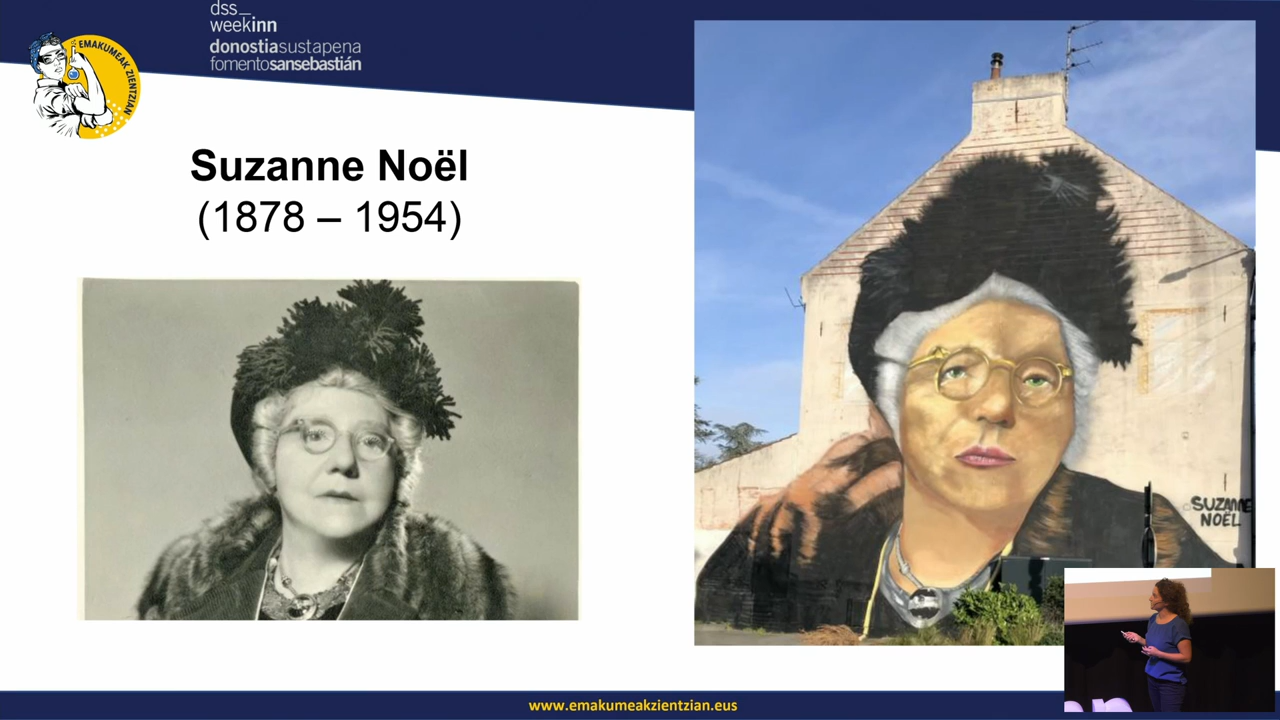 dss_
weekinn
donostiasustapena
fomentosansebastián
EMAKUMEAK ZIENTZIAN
Suzanne Noël
(1878 – 1954)
SUZANNE
NOËL
www.emakumeakzientzian.eus